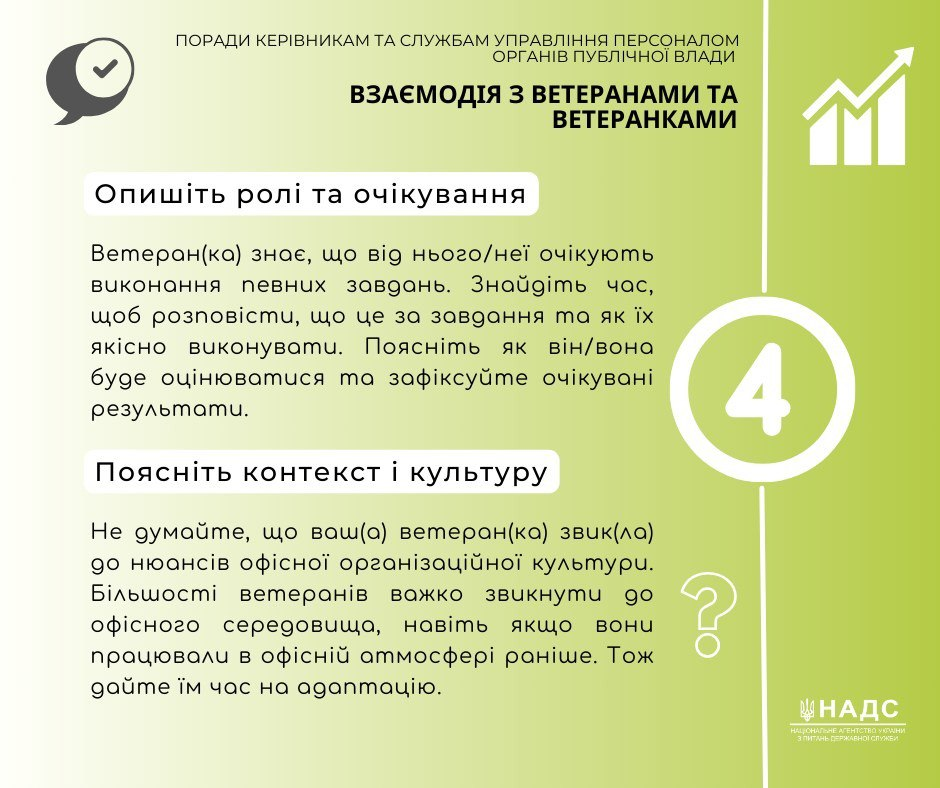 ПОРАДИ КЕРІВНИКАМ ТА СЛУЖБАМ УПРАВЛІННЯ ПЕРСОНАЛОМ
ОРГАНІВ ПУБЛІЧНОЇ ВЛАДИ
ВЗАЄМОДІЯ З ВЕТЕРАНАМИ ТА
ВЕТЕРАНКАМИ
Опишіть ролі та очікування
Ветеран(ка) знає, що від нього/неї очікують
виконання певних завдань. Знайдіть час,
щоб розповісти, що це за завдання та як їх
якісно виконувати. Поясніть як він/вона
буде оцінюватися та зафіксуйте очікувані
результати.
4
Поясніть контекст і культуру
Не думайте, що ваш(а) ветеран(ка) звик(ла)
до нюансів офісної організаційної культури.
Більшості ветеранів важко звикнути до
офісного середовища, навіть якщо вони
працювали в офісній атмосфері раніше. Тож
дайте їм час на адаптацію.
?
НАДС
НАЦІОНАЛЬНЕ АГЕНТСТВО УКРАЇНИ
З ПИТАНЬ ДЕРЖАВНОЇ СЛУЖБИ